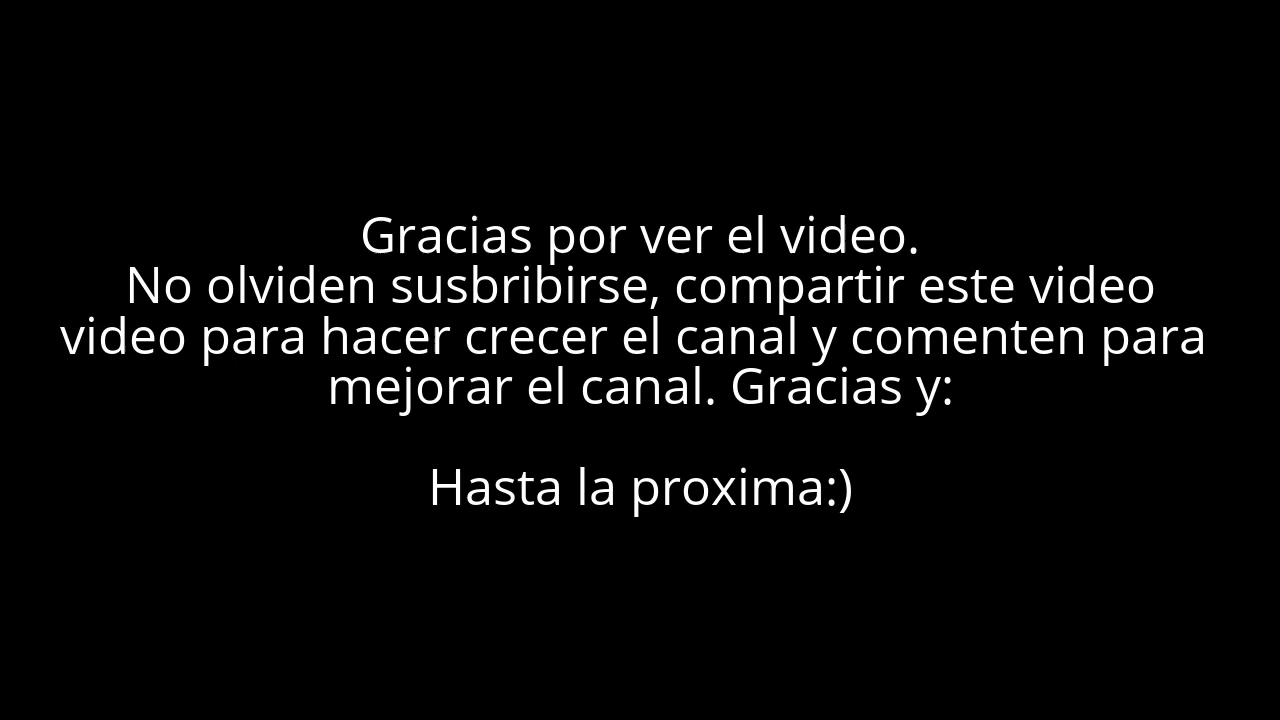 Gracias por ver el video.
No olviden susbribirse, compartir este video
video para hacer crecer el canal y comenten para
mejorar el canal. Gracias y:
Hasta la proxima:)